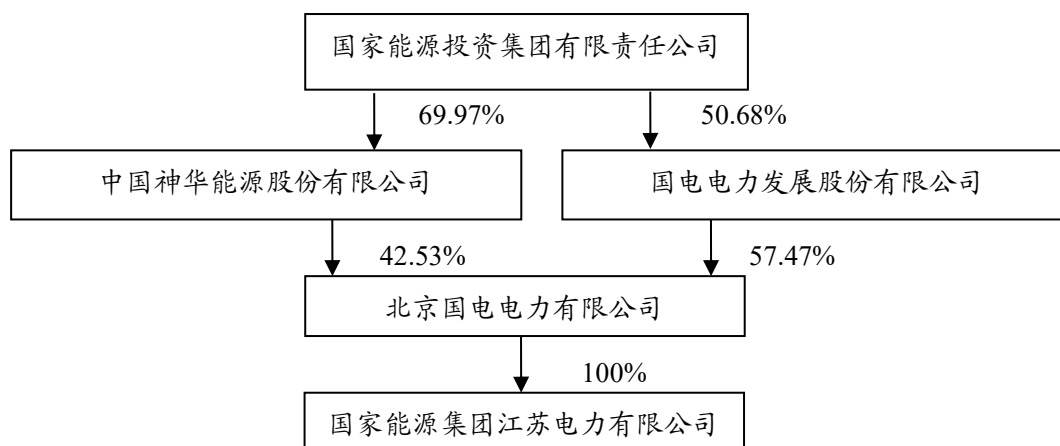 国家能源投资集团有限责任公司
69.97%
50.68%
中国神华能源股份有限公司
国电电力发展股份有限公司
42.53%
57.47%
北京国电电力有限公司
100%
国家能源集团江苏电力有限公司